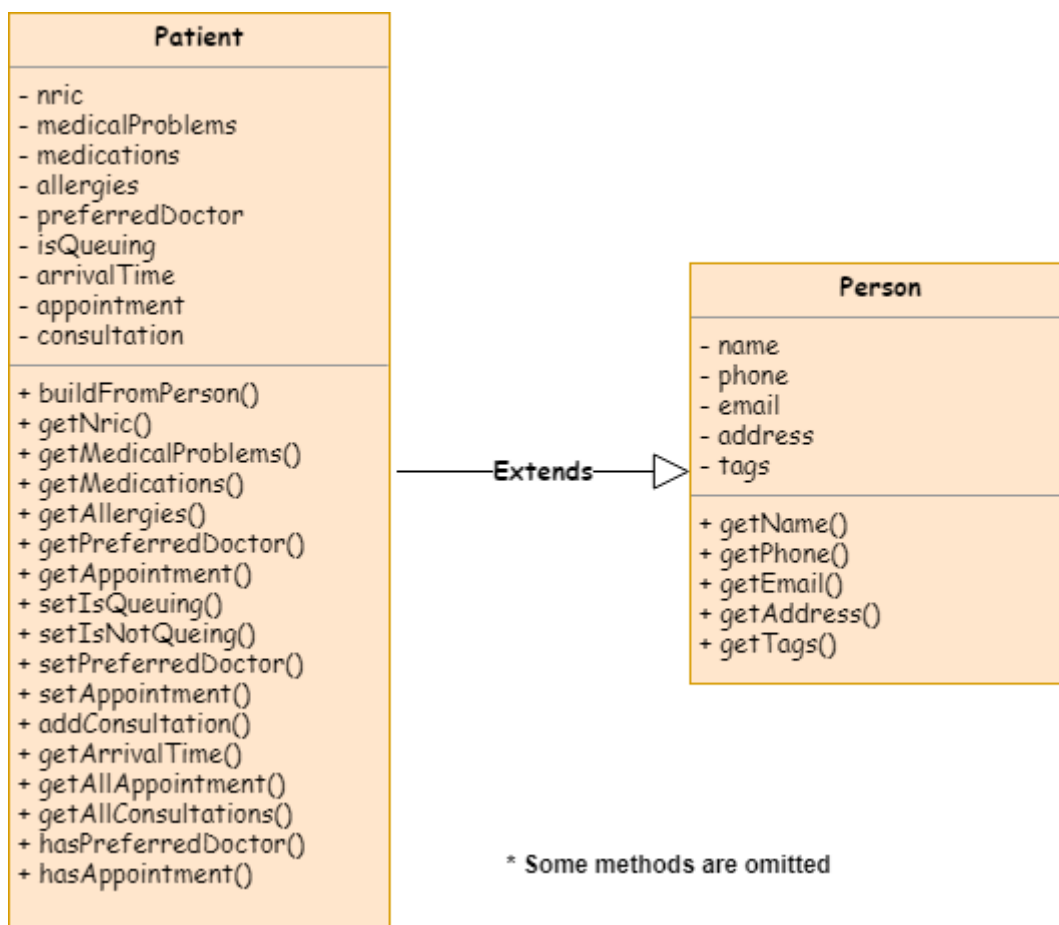 Patient
- nric
- medicalProblems
- medications
- allergies
- preferredDoctor
- isQueuing
- arrivalTime
- appointment
- consultation
+ buildFromPerson()
+ getNric()
+ getMedicalProblems()
+ getMedications()
+ getAllergies()
+ getPreferredDoctor()
+ getAppointment()
+ setIsQueuing()
+ setIsNotQueing()
+ setPreferredDoctor()
+ setAppointment()
+ addConsultation()
+ getArrivalTime()
+ getAllAppointment()
+ getAllConsultations()
+ hasPreferredDoctor()
+ hasAppointment()
Extends
Person
- name
- phone
- email
- address
- tags
+ getName()
+ getPhone()
+ getEmail()
+ getAddress()
+ getTags()
* Some methods are omitted